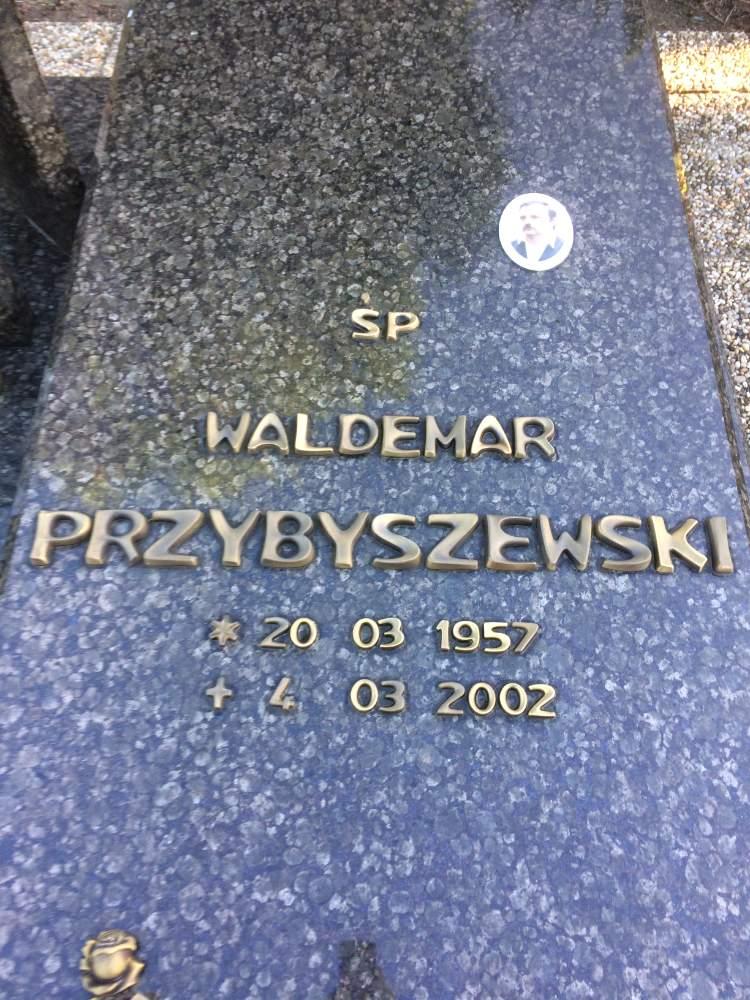 ŚP
WALDEMAR
PRZYBYSZEWSKI
* 20 03 1957
+ 4 03 2002